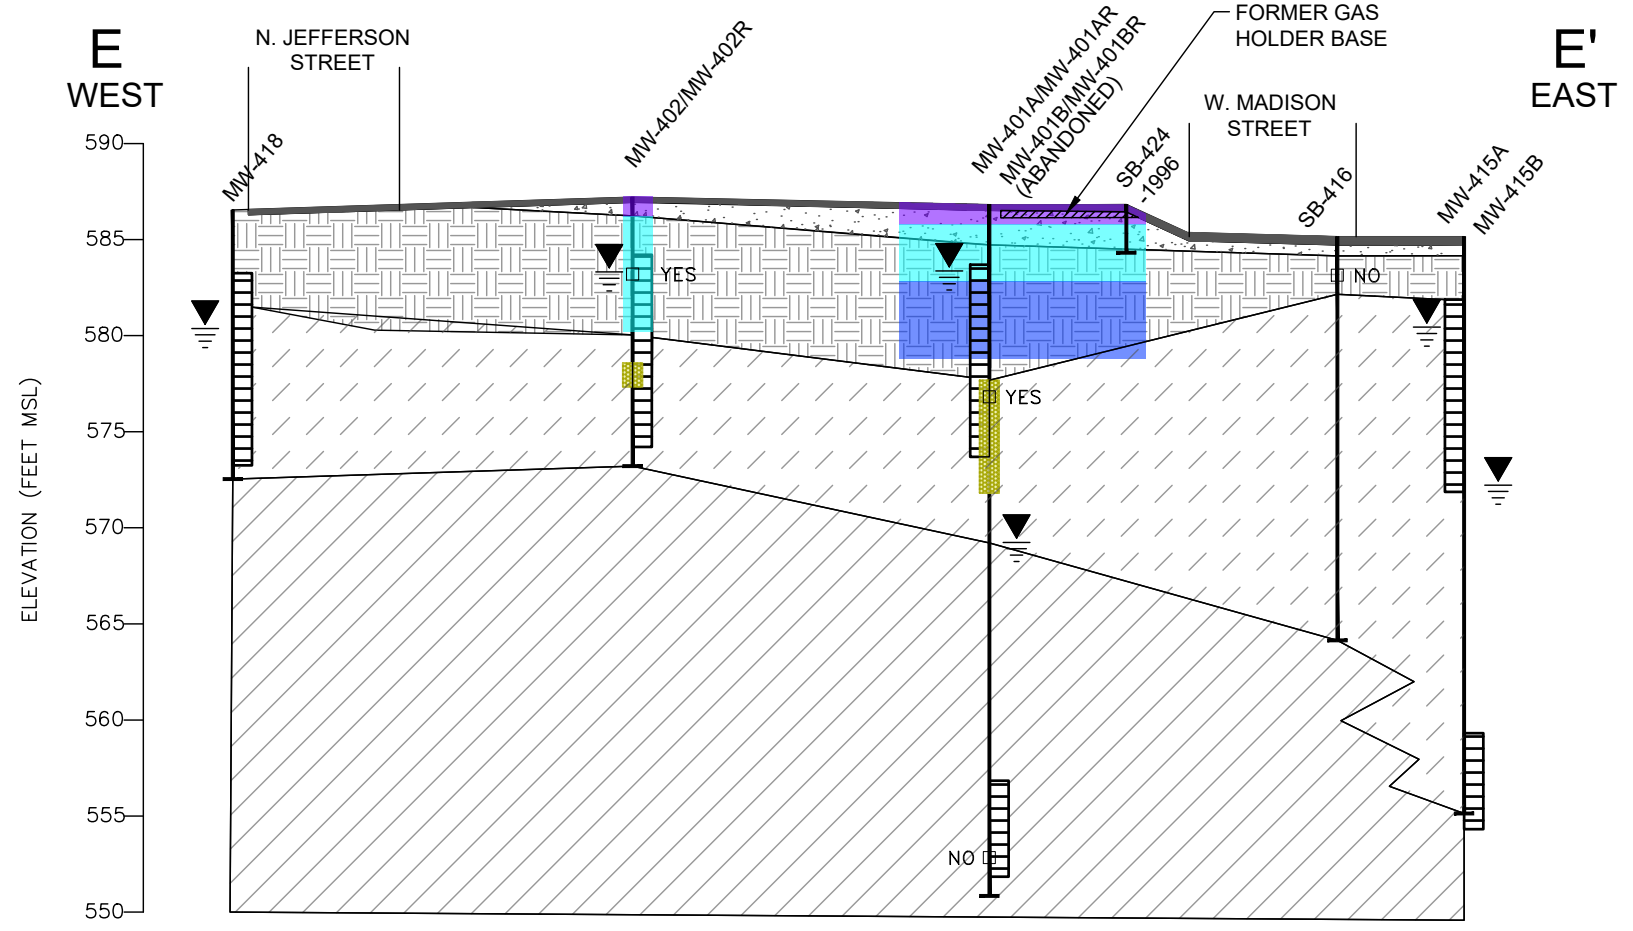 E
WEST
N. JEFFERSON
STREET
MW-418
MW-402/MW-402R
MW-401A/MW-401AR
MW-401B/MW-401BR
(ABANDONED)
FORMER GAS
HOLDER BASE
SB-424
-1996
W. MADISON
STREET
SB-416
MW-415A
MW-415B
E'
EAST
ELEVATION (FEET MSL)
590
585
580
575
570
565
560
555
550
YES
YES
NO
NO